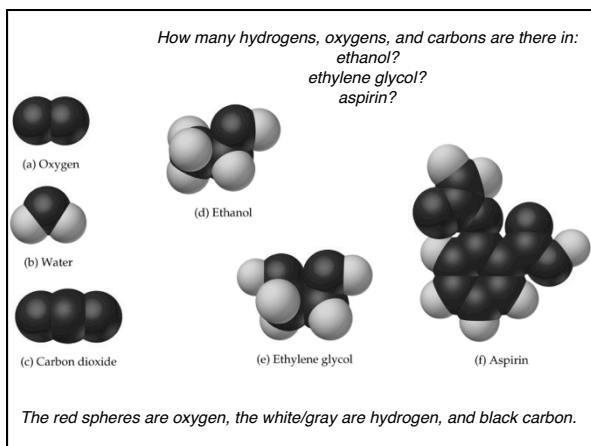 How many hydrogens, oxygens, and carbons are there in:
ethanol?
ethylene glycol?
aspirin?
(a) Oxygen
(d) Ethanol
(b) Water
(c) Carbon dioxide
(e) Ethylene glycol
(f) Aspirin
The red spheres are oxygen, the white/gray are hydrogen, and black carbon.